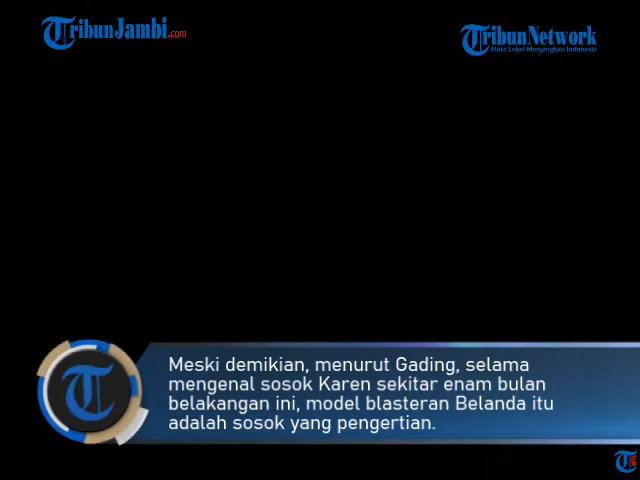 TribunJambi.com
TribunNetwork
Mata Lokal Menjangkau Indonesia
Meski demikian, menurut Gading, selama
mengenal sosok Karen sekitar enam bulan
belakangan ini, model blasteran Belanda itu
adalah sosok yang pengertian.